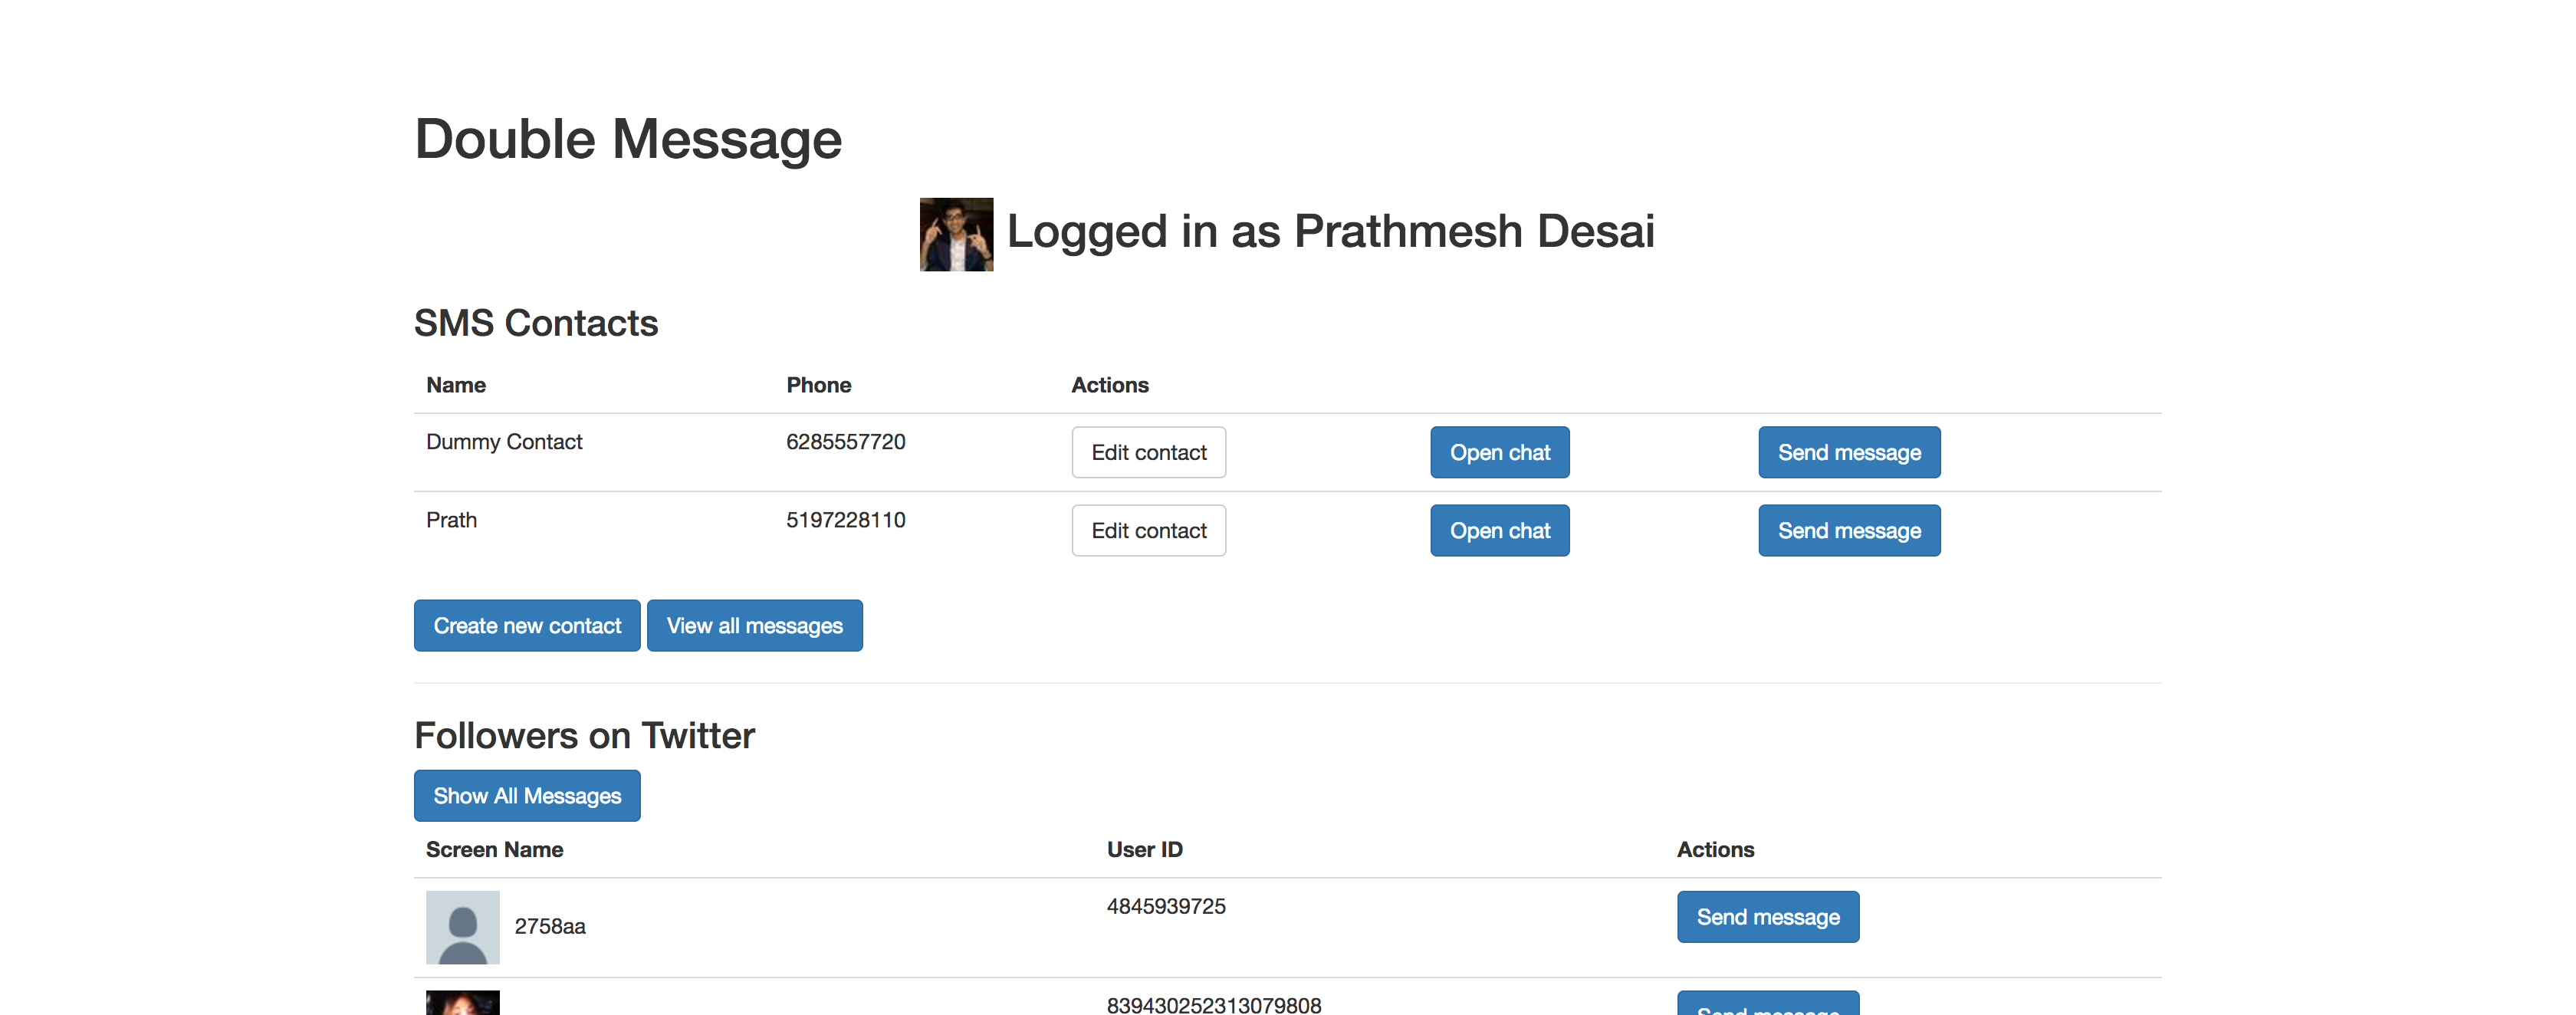 Double Message
Logged in as Prathmesh Desai
SMS Contacts
Name Phone Actions
Dummy Contact 6285557720 Edit contact Open chat Send message
Prath 5197228110 Edit contact Open chat Send message
Create new contact View all messages
Followers on Twitter
Show All Messages
Screen Name User ID Actions
2758aa 4845939725 Send message
839430252313079808 Send message